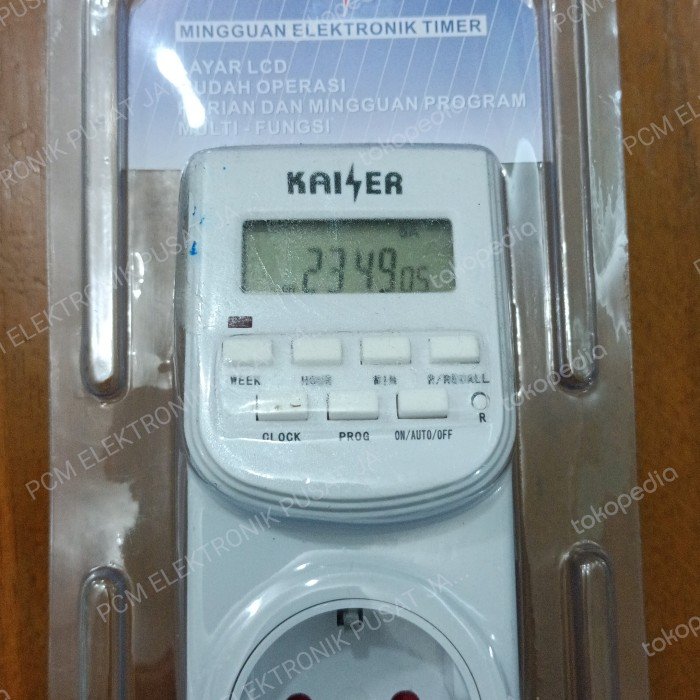 MINGGUAN ELEKTRONIK TIMER
LAYAR LCD
MUDAH OPERASI
HARIAN DAN MINGGUAN PROGRAM
MULTI - FUNGSI
KAIZER
23 49 05
WEEK HOUR MIN R/RECALL
CLOCK PROG ON/AUTO/OFF R
PCM ELEKTRONIK PUSAT JA...
tokopedia